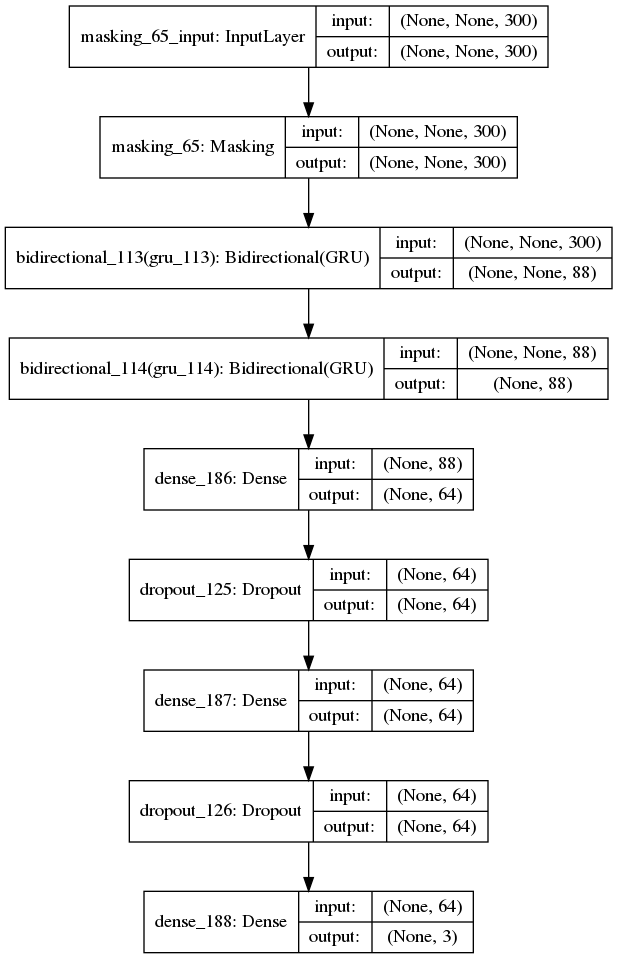 masking_65_input: InputLayer
input: (None, None, 300)
output: (None, None, 300)
masking_65: Masking
input: (None, None, 300)
output: (None, None, 300)
bidirectional_113(gru_113): Bidirectional(GRU)
input: (None, None, 300)
output: (None, None, 88)
bidirectional_114(gru_114): Bidirectional(GRU)
input: (None, None, 88)
output: (None, 88)
dense_186: Dense
input: (None, 88)
output: (None, 64)
dropout_125: Dropout
input: (None, 64)
output: (None, 64)
dense_187: Dense
input: (None, 64)
output: (None, 64)
dropout_126: Dropout
input: (None, 64)
output: (None, 64)
dense_188: Dense
input: (None, 64)
output: (None, 3)